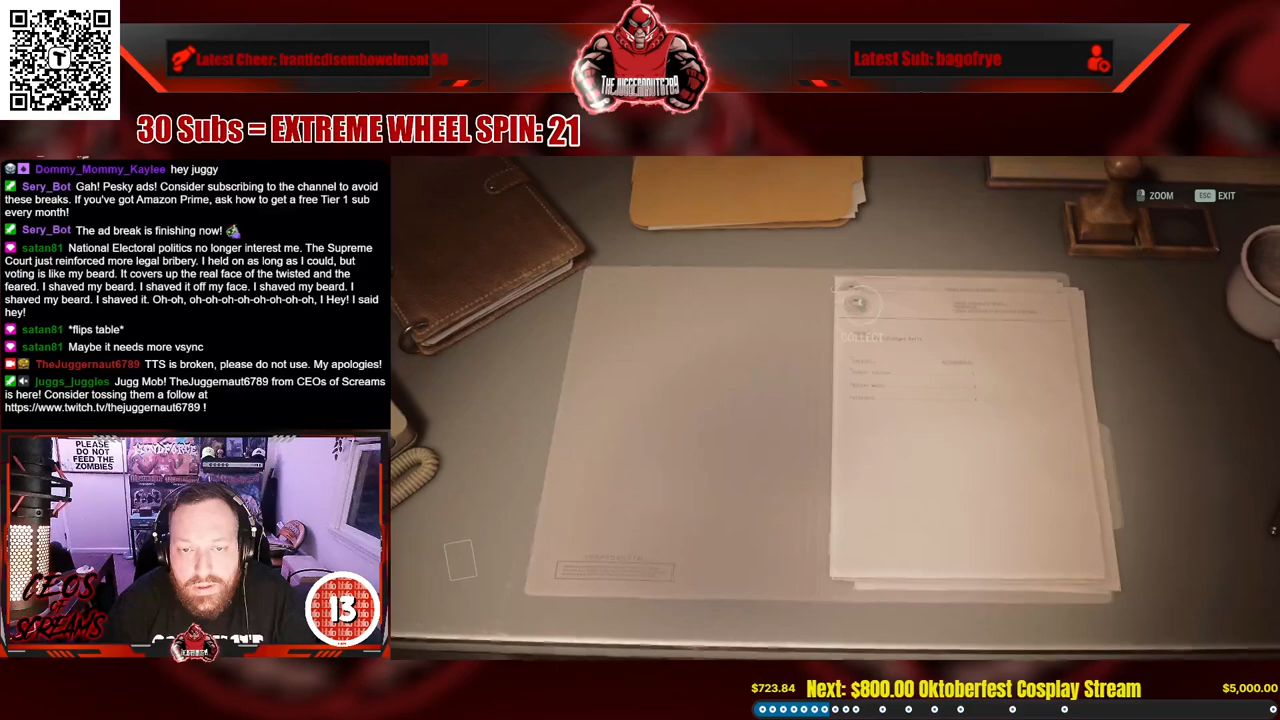 Latest Cheer: franticdisembowelment 50
THEJUGGERNAUT6789
Latest Sub: bagofrye
30 Subs = EXTREME WHEEL SPIN: 21
Dommy_Mommy_Kaylee hey juggy
Sery_Bot Gah! Pesky ads! Consider subscribing to the channel to avoid
these breaks. If you've got Amazon Prime, ask how to get a free Tier 1 sub
every month!
Sery_Bot The ad break is finishing now!
satan81 National Electoral politics no longer interest me. The Supreme
Court just reinforced more legal bribery. I held on as long as I could, but
voting is like my beard. It covers up the real face of the twisted and the
feared. I shaved my beard. I shaved it off my face. I shaved my beard. I
shaved my beard. I shaved it. Oh-oh, oh-oh-oh-oh-oh-oh-oh, I Hey! I said
hey!
satan81 *flips table*
satan81 Maybe it needs more vsync
TheJuggernaut6789 TTS is broken, please do not use. My apologies!
juggs_juggles Jugg Mob! TheJuggernaut6789 from CEOs of Screams
is here! Consider tossing them a follow at
https://www.twitch.tv/thejuggernaut6789 !
ZOOM
ESC EXIT
COLLECT
PLEASE
DO NOT
FEED THE
ZOMBIES
CEOS
OF
SCREAMS
13
$723.84 Next: $800.00 Oktoberfest Cosplay Stream $5,000.00